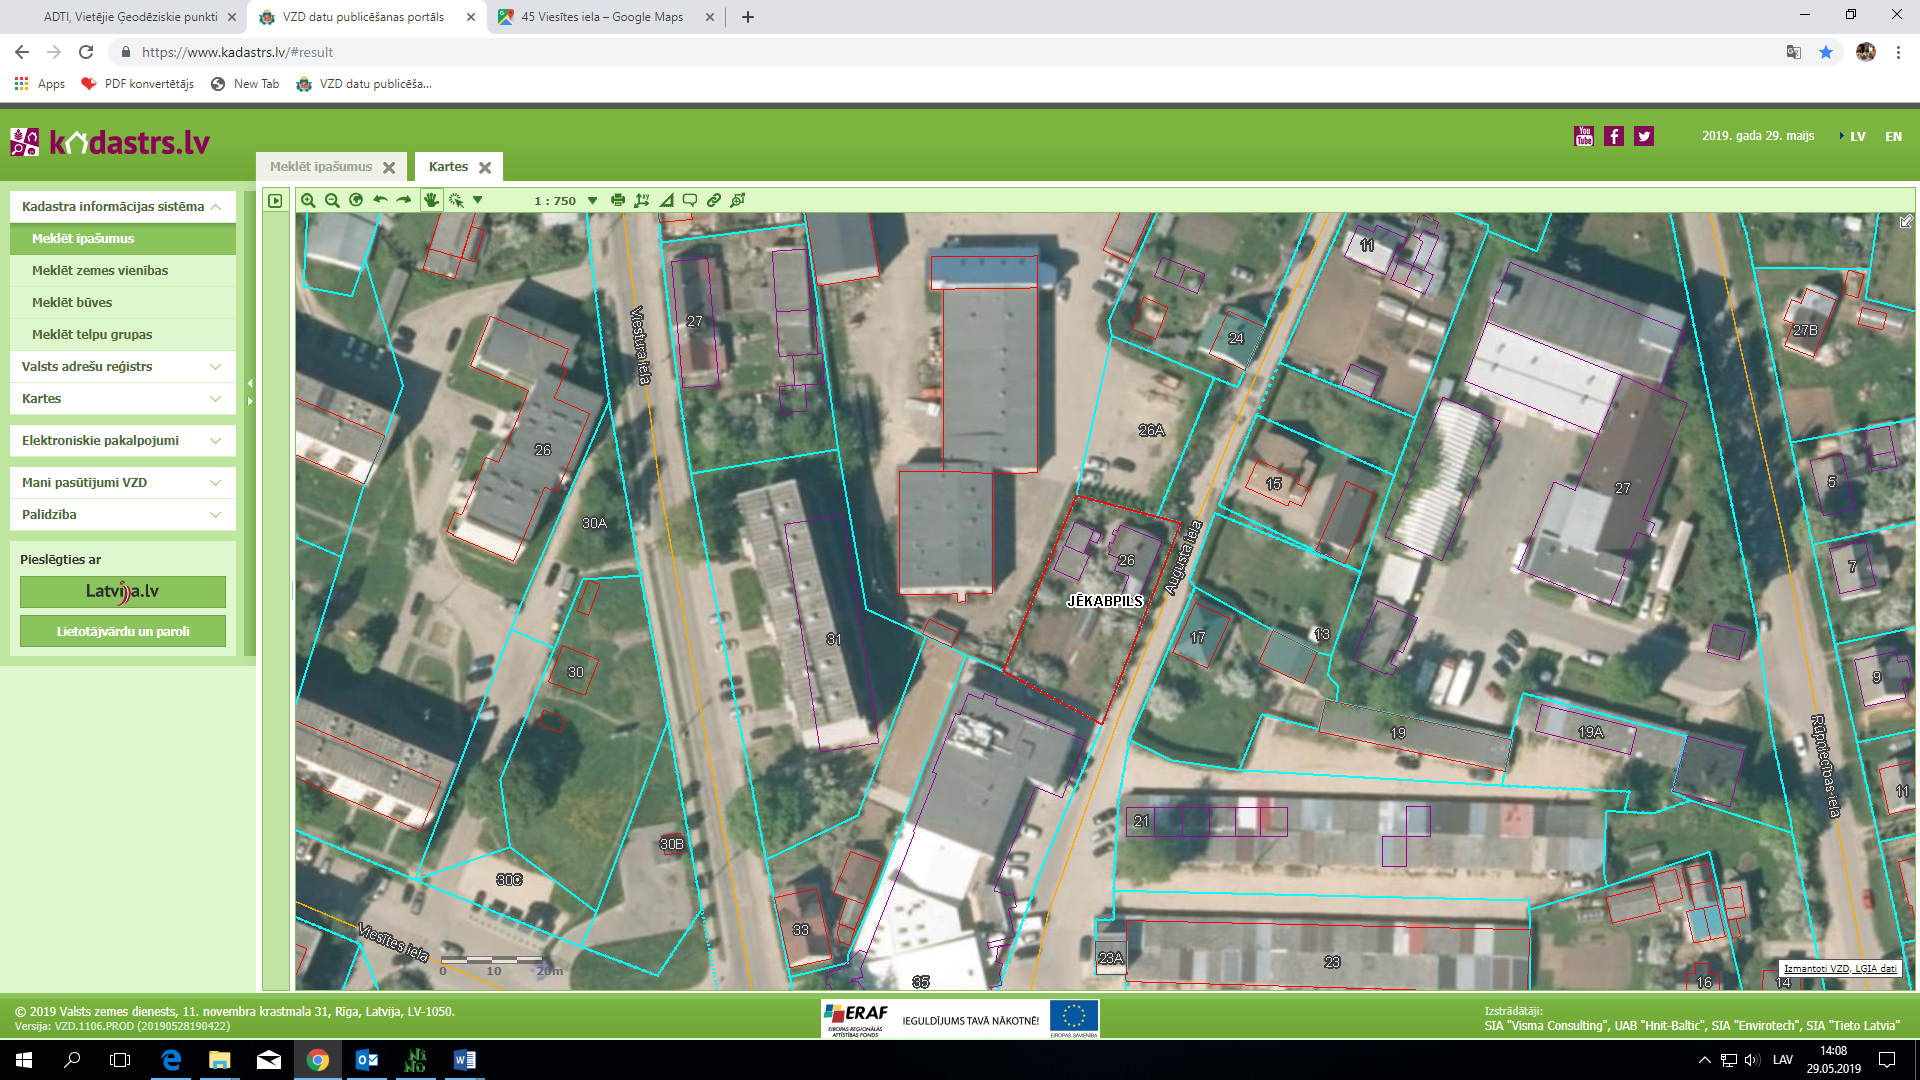 ADTI, Vietējie Ģeodēziskie punkti
VZD datu publicēšanas portāls
45 Viesītes iela – Google Maps
https://www.kadastrs.lv/#result
Apps
PDF konvertētājs
New Tab
VZD datu publicēša...
kadastrs.lv
You Tube
2019. gada 29. maijs
LV
EN
Meklēt īpašumus
Kartes
Kadastra informācijas sistēma
Meklēt īpašumus
Meklēt zemes vienības
Meklēt būves
Meklēt telpu grupas
Valsts adrešu reģistrs
Kartes
Elektroniskie pakalpojumi
Mani pasūtījumi VZD
Palīdzība
Pieslēgties ar
Latvija.lv
Lietotājvārdu un paroli
1 : 750
11
27
Viestura iela
24
27B
26
26A
15
27
5
30A
Augusta iela
26
7
JĒKABPILS
31
17
13
30
9
19
19A
Rūpniecības iela
11
21
30B
30C
33
Viesītes iela
23A
23
0 10 20m
35
16
14
Izmantoti VZD, LĢIA dati
© 2019 Valsts zemes dienests, 11. novembra krastmala 31, Rīga, Latvija, LV-1050.
Versija: VZD.1106.PROD (20190528190422)
ERAF
EIROPAS REĢIONĀLĀS
ATTĪSTĪBAS FONDS
IEGULDĪJUMS TAVĀ NĀKOTNĒ!
EIROPAS SAVIENĪBA
Izstrādātāji:
SIA "Visma Consulting", UAB "Hnit-Baltic", SIA "Envirotech", SIA "Tieto Latvia"
LAV
14:08
29.05.2019